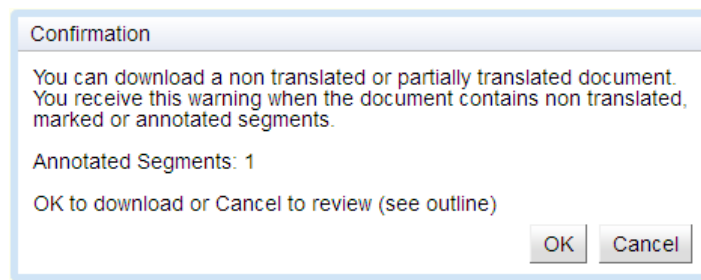 Confirmation
You can download a non translated or partially translated document.
You receive this warning when the document contains non translated,
marked or annotated segments.
Annotated Segments: 1
OK to download or Cancel to review (see outline)
OK Cancel